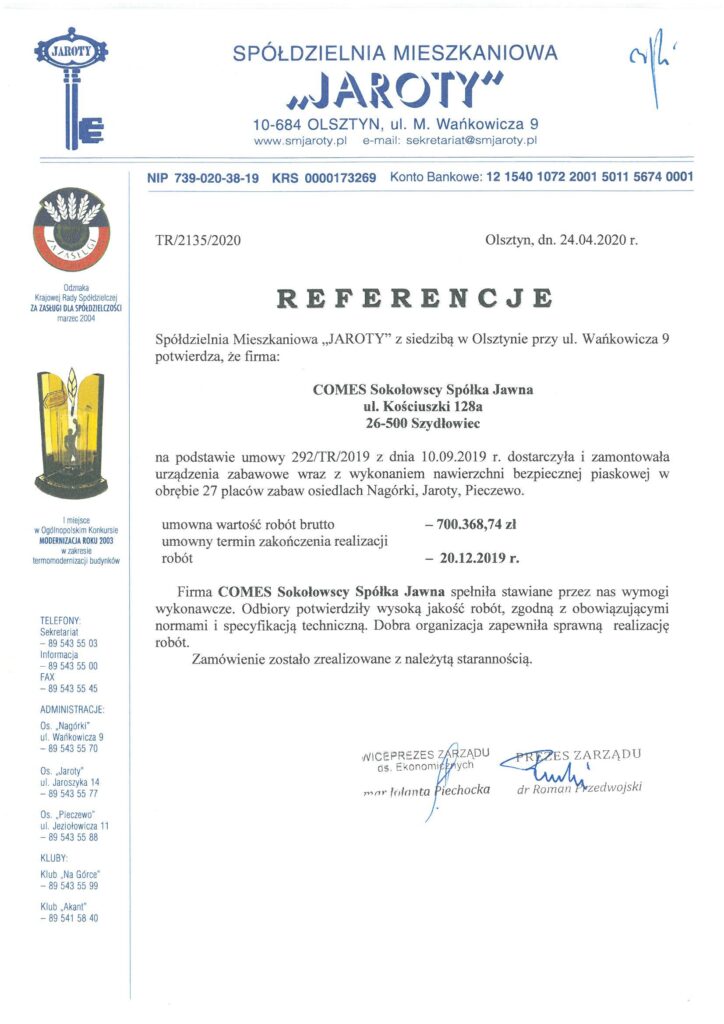 JAROTY
SPÓŁDZIELNIA MIESZKANIOWA
„JAROTY”
10-684 OLSZTYN, ul. M. Wańkowicza 9
www.smjaroty.pl e-mail: sekretariat@smjaroty.pl
NIP 739-020-38-19 KRS 0000173269 Konto Bankowe: 12 1540 1072 2001 5011 5674 0001
ZA ZASŁUGI
Odznaka
Krajowej Rady Spółdzielczej
ZA ZASŁUGI DLA SPÓŁDZIELCZOŚCI
marzec 2004
I miejsce
w Ogólnopolskim Konkursie
MODERNIZACJA ROKU 2003
w zakresie
termomodernizacji budynków
TELEFONY:
Sekretariat
– 89 543 55 03
Informacja
– 89 543 55 00
FAX
– 89 543 55 45
ADMINISTRACJE:
Os. „Nagórki”
ul. Wańkowicza 9
– 89 543 55 70
Os. „Jaroty”
ul. Jaroszyka 14
– 89 543 55 77
Os. „Pieczewo”
ul. Jeziołowicza 11
– 89 543 55 88
KLUBY:
Klub „Na Górce”
– 89 543 55 99
Klub „Akant”
– 89 541 58 40
TR/2135/2020 Olsztyn, dn. 24.04.2020 r.
REFERENCJE
Spółdzielnia Mieszkaniowa „JAROTY” z siedzibą w Olsztynie przy ul. Wańkowicza 9
potwierdza, że firma:
COMES Sokołowscy Spółka Jawna
ul. Kościuszki 128a
26-500 Szydłowiec
na podstawie umowy 292/TR/2019 z dnia 10.09.2019 r. dostarczyła i zamontowała
urządzenia zabawowe wraz z wykonaniem nawierzchni bezpiecznej piaskowej w
obrębie 27 placów zabaw osiedlach Nagórki, Jaroty, Pieczewo.
umowna wartość robót brutto – 700.368,74 zł
umowny termin zakończenia realizacji
robót – 20.12.2019 r.
Firma COMES Sokołowscy Spółka Jawna spełniła stawiane przez nas wymogi
wykonawcze. Odbiory potwierdziły wysoką jakość robót, zgodną z obowiązującymi
normami i specyfikacją techniczną. Dobra organizacja zapewniła sprawną realizację
robót.
Zamówienie zostało zrealizowane z należytą starannością.
WICEPREZES ZARZĄDU
ds. Ekonomicznych
mgr Jolanta Piechocka
PREZES ZARZĄDU
dr Roman Przedwojski